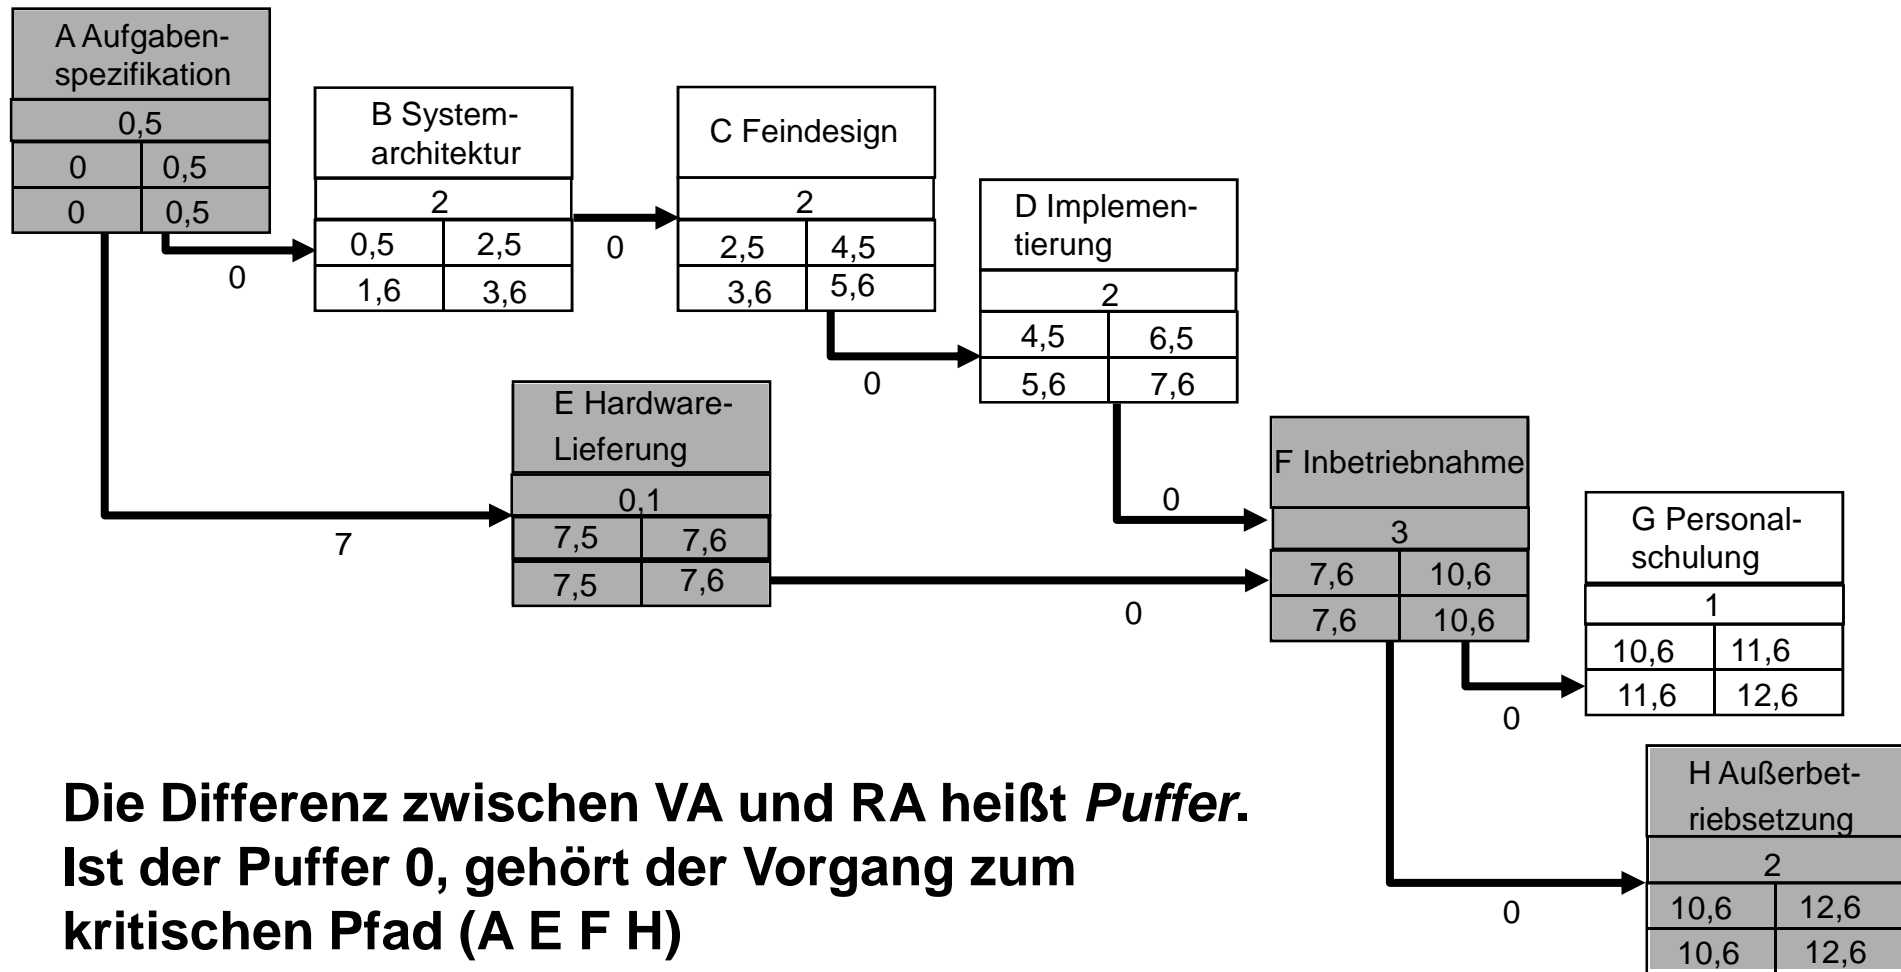 A Aufgaben-
spezifikation
0,5
0 0,5
0 0,5
0
7
B System-
architektur
2
0,5 2,5
1,6 3,6
0
C Feindesign
2
2,5 4,5
3,6 5,6
0
D Implemen-
tierung
2
4,5 6,5
5,6 7,6
0
E Hardware-
Lieferung
0,1
7,5 7,6
7,5 7,6
0
F Inbetriebnahme
3
7,6 10,6
7,6 10,6
0
0
G Personal-
schulung
1
10,6 11,6
11,6 12,6
H Außerbet-
riebsetzung
2
10,6 12,6
10,6 12,6
Die Differenz zwischen VA und RA heißt Puffer.
Ist der Puffer 0, gehört der Vorgang zum
kritischen Pfad (A E F H)